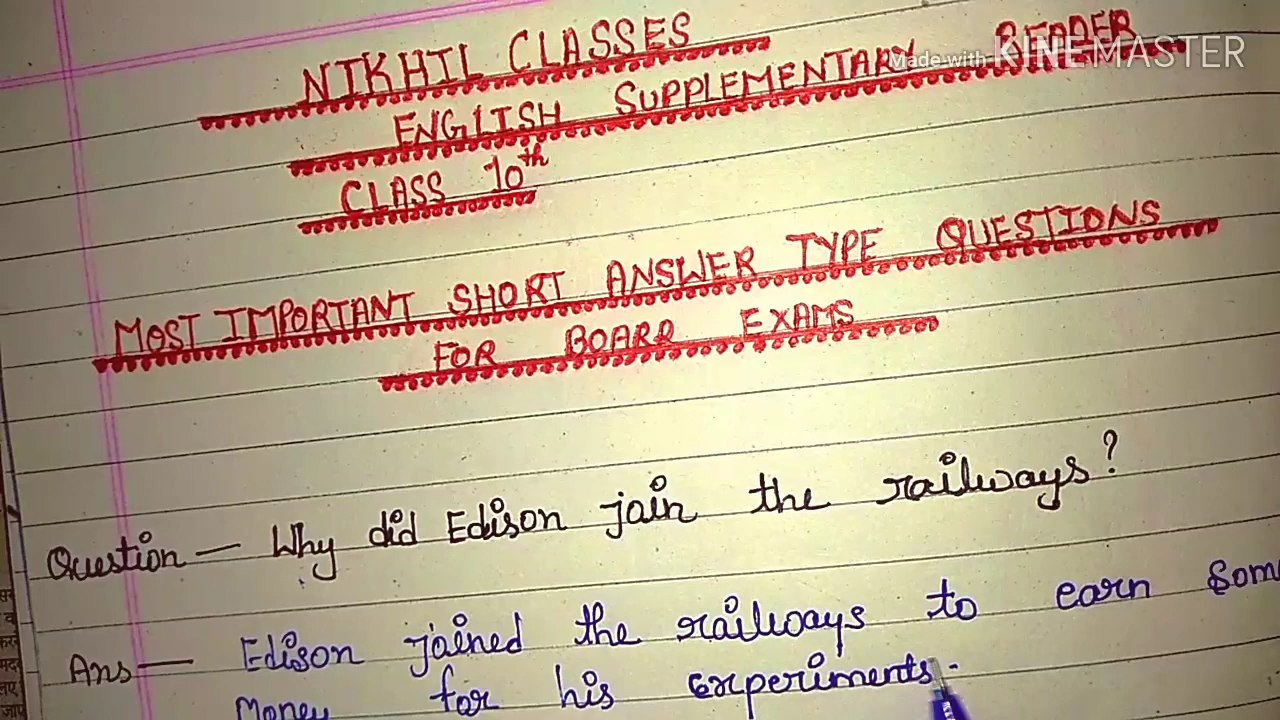 NIKHIL CLASSES
Made with KINEMASTER
ENGLISH SUPPLEMENTARY READER
CLASS 10th
MOST IMPORTANT SHORT ANSWER TYPE QUESTIONS
FOR BOARD EXAMS
Question — Why did Edison join the railways?
Ans — Edison joined the railways to earn som
Money for his experiments.